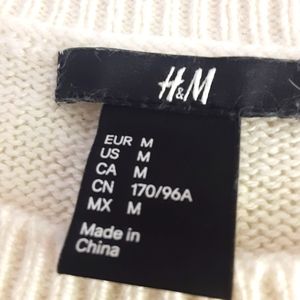 H&M
EUR M
US M
CA M
CN 170/96A
MX M
Made in
China